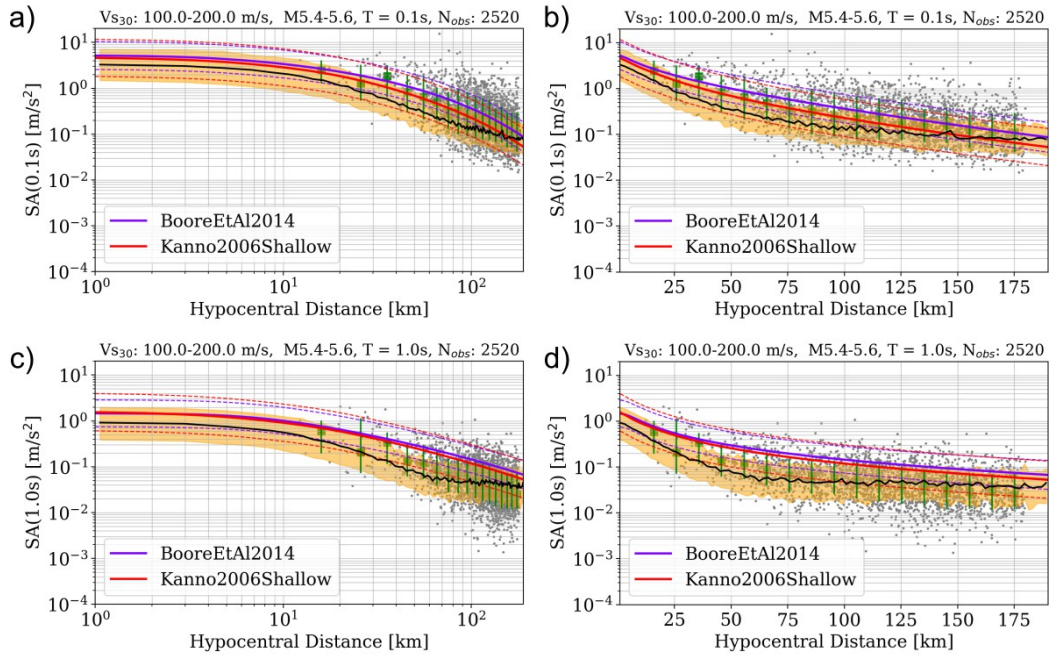 a)
Vs₃₀: 100.0-200.0 m/s, M5.4-5.6, T = 0.1s, N_obs: 2520
SA(0.1s) [m/s²]
10¹
10⁰
10⁻¹
10⁻²
10⁻³
10⁻⁴
BooreEtAl2014
Kanno2006Shallow
10⁰ 10¹ 10²
Hypocentral Distance [km]
b)
Vs₃₀: 100.0-200.0 m/s, M5.4-5.6, T = 0.1s, N_obs: 2520
SA(0.1s) [m/s²]
10¹
10⁰
10⁻¹
10⁻²
10⁻³
10⁻⁴
BooreEtAl2014
Kanno2006Shallow
25 50 75 100 125 150 175
Hypocentral Distance [km]
c)
Vs₃₀: 100.0-200.0 m/s, M5.4-5.6, T = 1.0s, N_obs: 2520
SA(1.0s) [m/s²]
10¹
10⁰
10⁻¹
10⁻²
10⁻³
10⁻⁴
BooreEtAl2014
Kanno2006Shallow
10⁰ 10¹ 10²
Hypocentral Distance [km]
d)
Vs₃₀: 100.0-200.0 m/s, M5.4-5.6, T = 1.0s, N_obs: 2520
SA(1.0s) [m/s²]
10¹
10⁰
10⁻¹
10⁻²
10⁻³
10⁻⁴
BooreEtAl2014
Kanno2006Shallow
25 50 75 100 125 150 175
Hypocentral Distance [km]